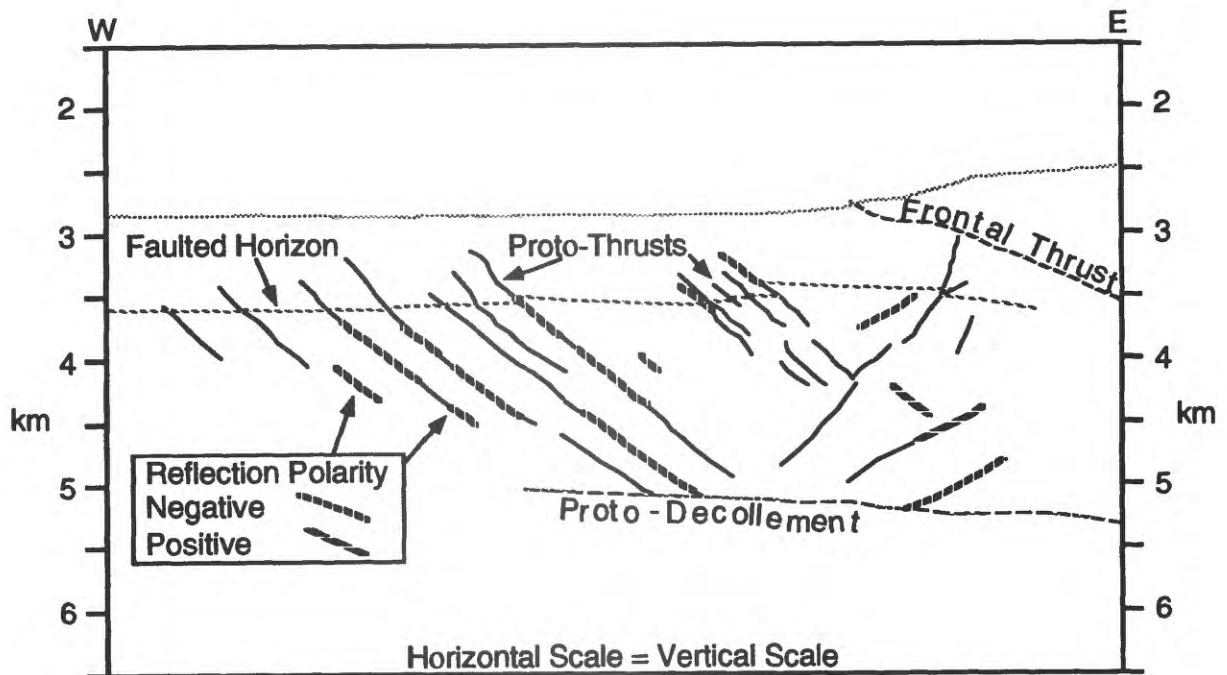 W E
2 2
Frontal Thrust
3 3
Faulted Horizon Proto-Thrusts
4 4
km km
Reflection Polarity
Negative
Positive
5 5
Proto-Decollement
6 6
Horizontal Scale = Vertical Scale